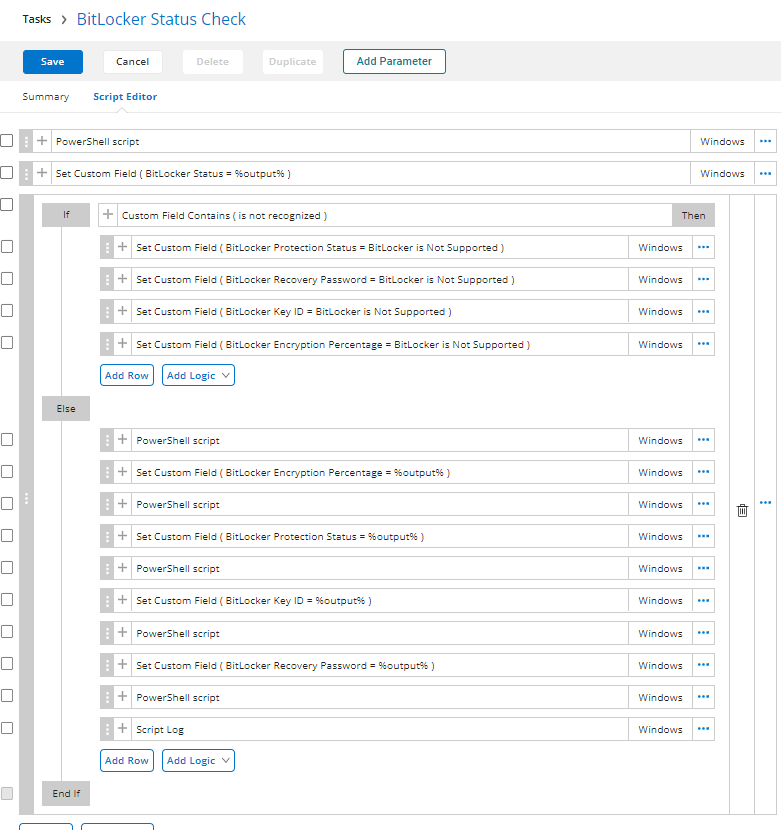 Tasks > BitLocker Status Check
Save Cancel Delete Duplicate Add Parameter
Summary Script Editor
PowerShell script Windows
Set Custom Field ( BitLocker Status = %output% ) Windows
If Custom Field Contains ( is not recognized ) Then
Set Custom Field ( BitLocker Protection Status = BitLocker is Not Supported ) Windows
Set Custom Field ( BitLocker Recovery Password = BitLocker is Not Supported ) Windows
Set Custom Field ( BitLocker Key ID = BitLocker is Not Supported ) Windows
Set Custom Field ( BitLocker Encryption Percentage = BitLocker is Not Supported ) Windows
Add Row Add Logic
Else
PowerShell script Windows
Set Custom Field ( BitLocker Encryption Percentage = %output% ) Windows
PowerShell script Windows
Set Custom Field ( BitLocker Protection Status = %output% ) Windows
PowerShell script Windows
Set Custom Field ( BitLocker Key ID = %output% ) Windows
PowerShell script Windows
Set Custom Field ( BitLocker Recovery Password = %output% ) Windows
PowerShell script Windows
Script Log Windows
Add Row Add Logic
End If